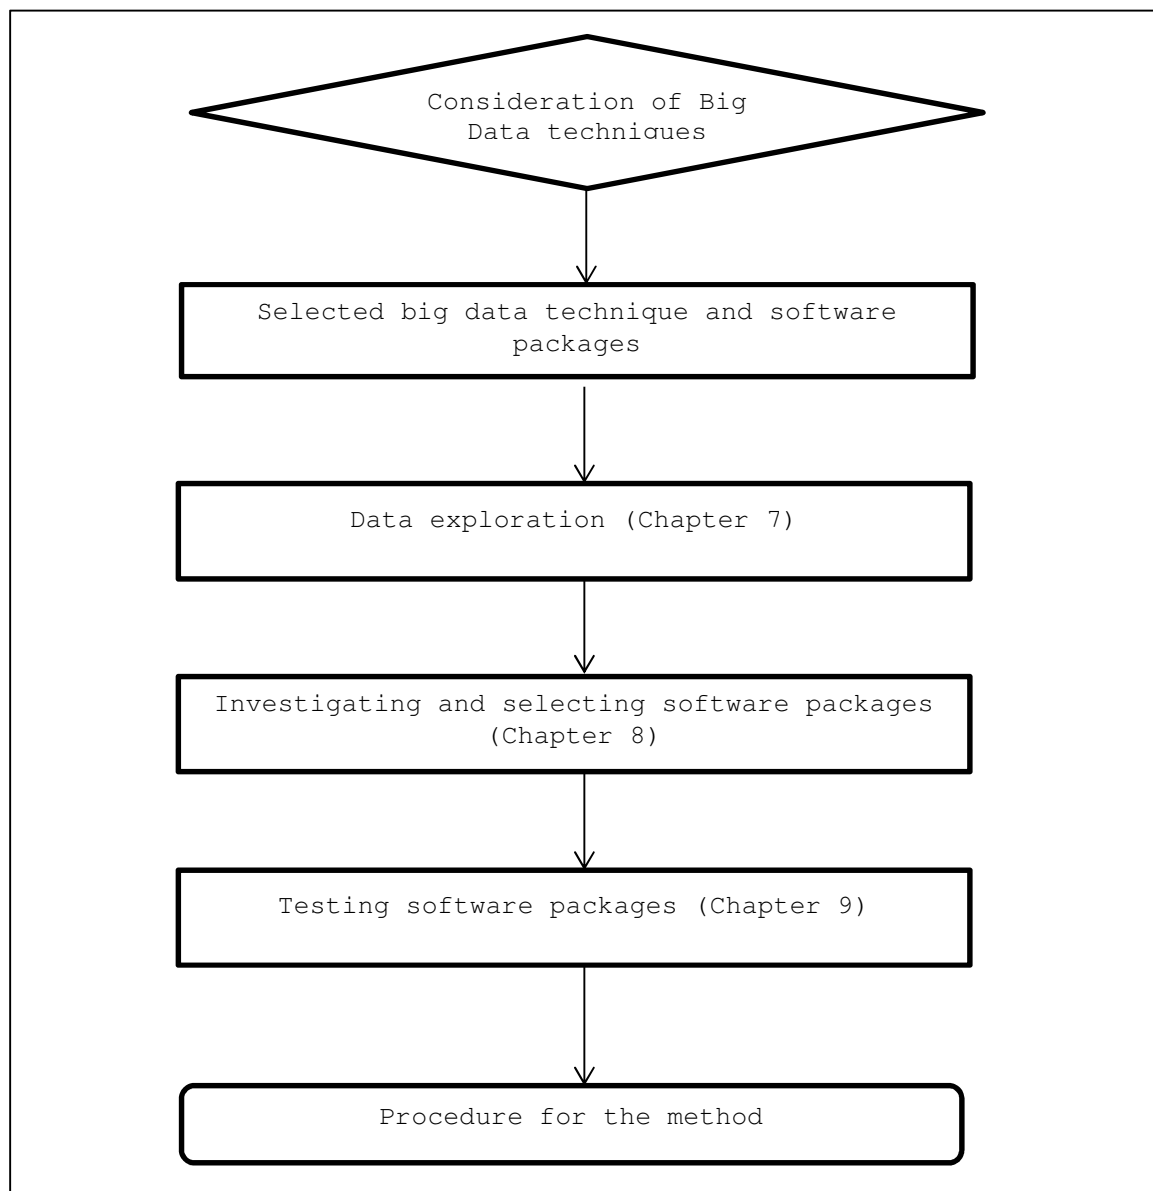 Consideration of Big
Data techniques
Selected big data technique and software
packages
Data exploration (Chapter 7)
Investigating and selecting software packages
(Chapter 8)
Testing software packages (Chapter 9)
Procedure for the method